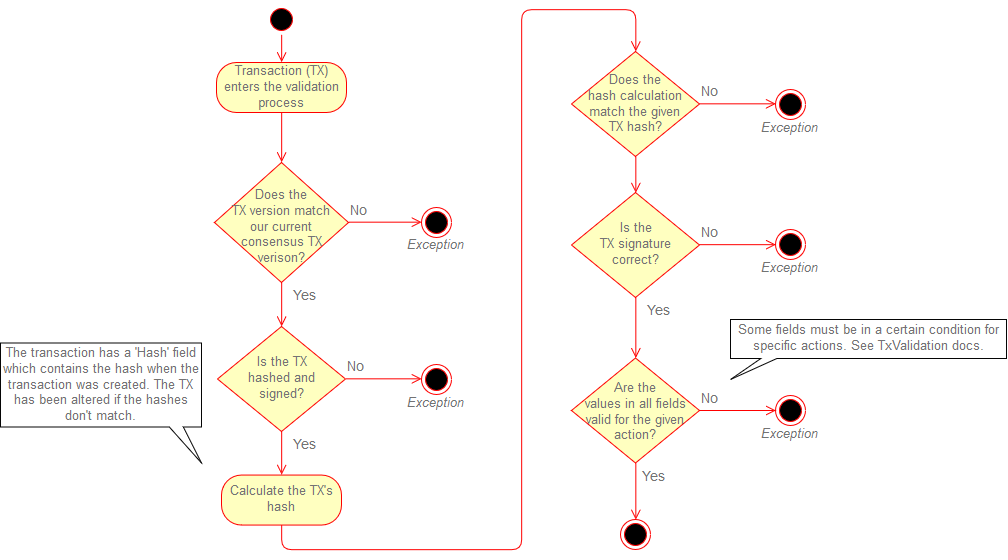 Transaction (TX)
enters the validation
process
Does the
TX version match
our current
consensus TX
verison?
No
Exception
Yes
Is the TX
hashed and
signed?
No
Exception
Yes
The transaction has a 'Hash' field
which contains the hash when the
transaction was created. The TX
has been altered if the hashes
don't match.
Calculate the TX's
hash
Does the
hash calculation
match the given
TX hash?
No
Exception
Is the
TX signature
correct?
No
Exception
Yes
Some fields must be in a certain condition for
specific actions. See TxValidation docs.
Are the
values in all fields
valid for the given
action?
No
Exception
Yes